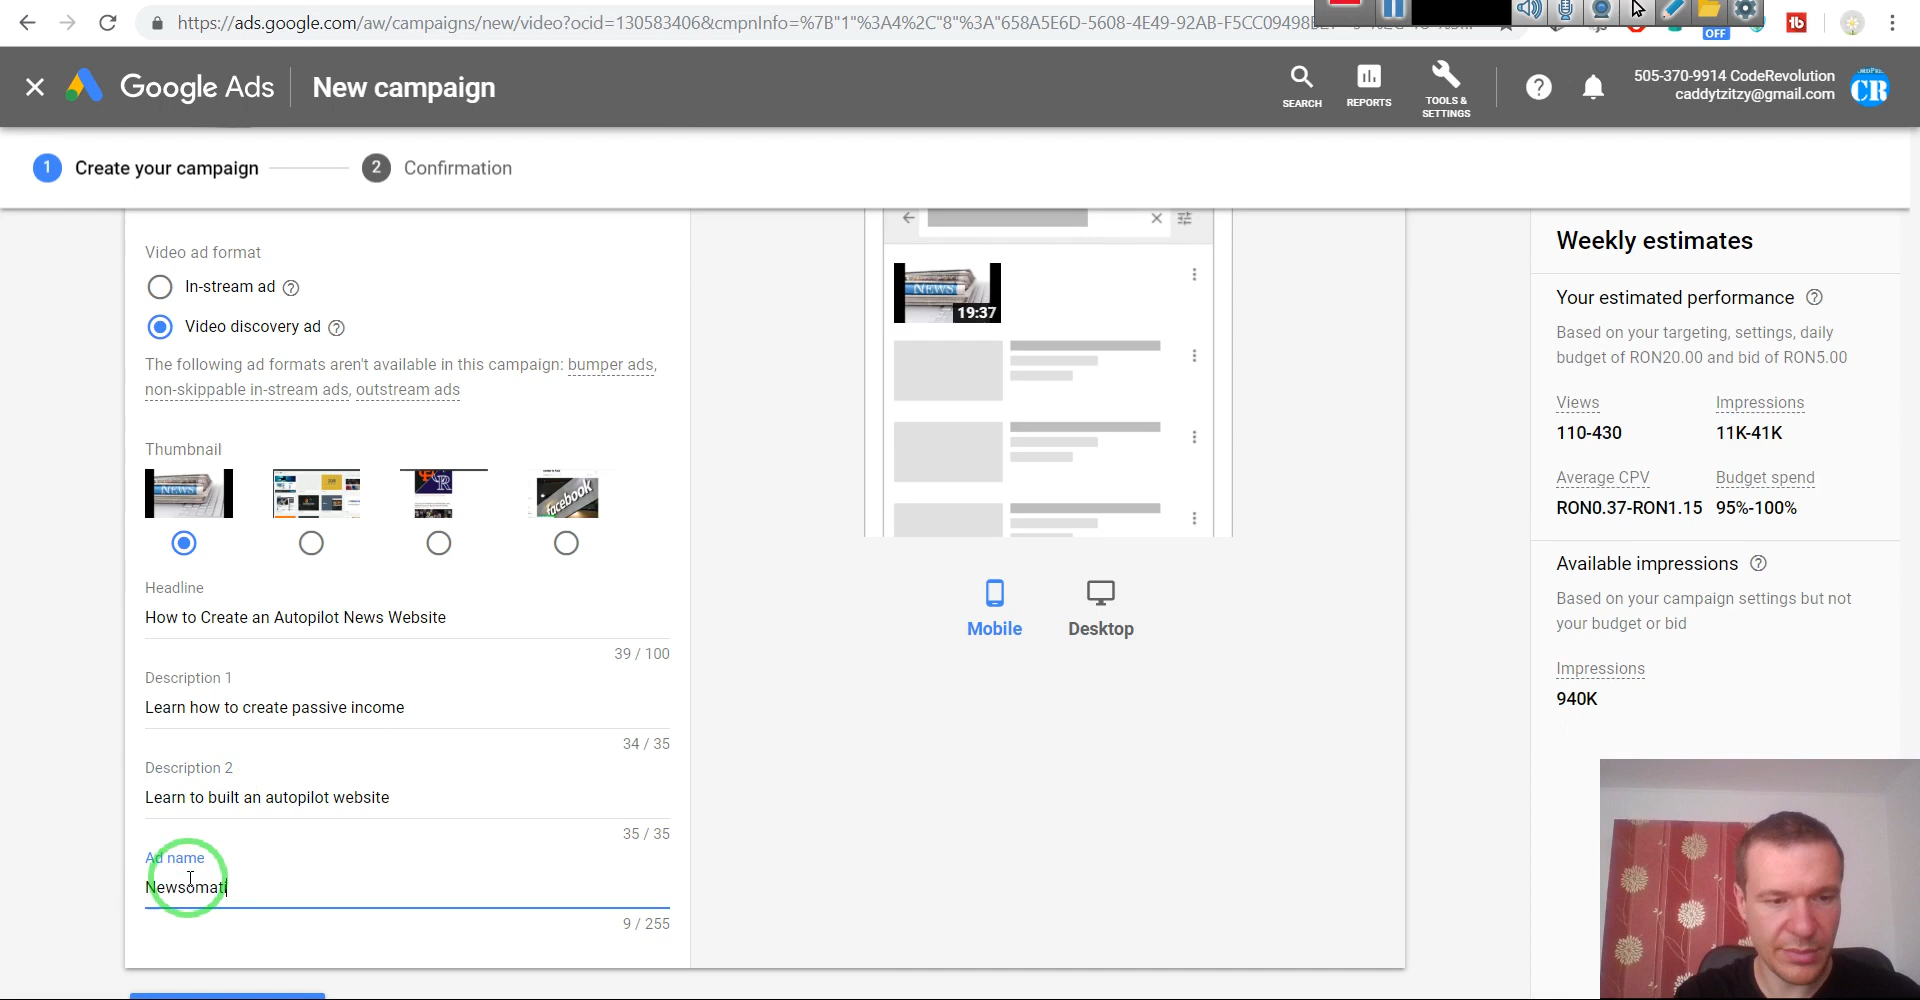 https://ads.google.com/aw/campaigns/new/video?ocid=130583406&cmpnInfo=%7B"1"%3A4%2C"8"%3A"658A5E6D-5608-4E49-92AB-F5CC09498
OFF
Google Ads
New campaign
SEARCH
REPORTS
TOOLS &
SETTINGS
505-370-9914 CodeRevolution
caddytzitzy@gmail.com
CR
1 Create your campaign
2 Confirmation
Video ad format
In-stream ad
Video discovery ad
The following ad formats aren't available in this campaign: bumper ads,
non-skippable in-stream ads, outstream ads
Thumbnail
NEWS
facebook
Headline
How to Create an Autopilot News Website
39 / 100
Description 1
Learn how to create passive income
34 / 35
Description 2
Learn to built an autopilot website
35 / 35
Ad name
Newsomati
9 / 255
NEWS
19:37
Mobile
Desktop
Weekly estimates
Your estimated performance
Based on your targeting, settings, daily
budget of RON20.00 and bid of RON5.00
Views
Impressions
110-430
11K-41K
Average CPV
Budget spend
RON0.37-RON1.15
95%-100%
Available impressions
Based on your campaign settings but not
your budget or bid
Impressions
940K